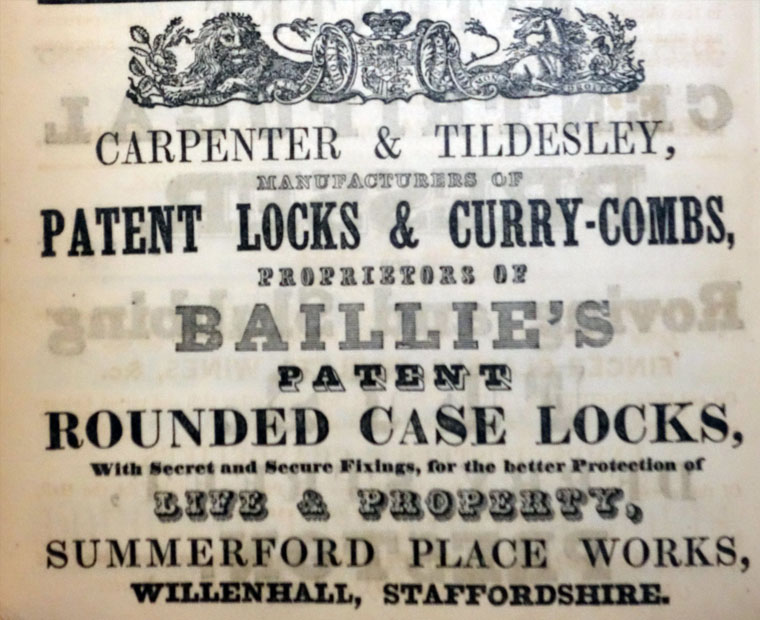 CARPENTER & TILDESLEY,
MANUFACTURERS OF
PATENT LOCKS & CURRY-COMBS,
PROPRIETORS OF
BAILLIE'S
PATENT
ROUNDED CASE LOCKS,
With Secret and Secure Fixings, for the better Protection of
LIFE & PROPERTY,
SUMMERFORD PLACE WORKS,
WILLENHALL, STAFFORDSHIRE.